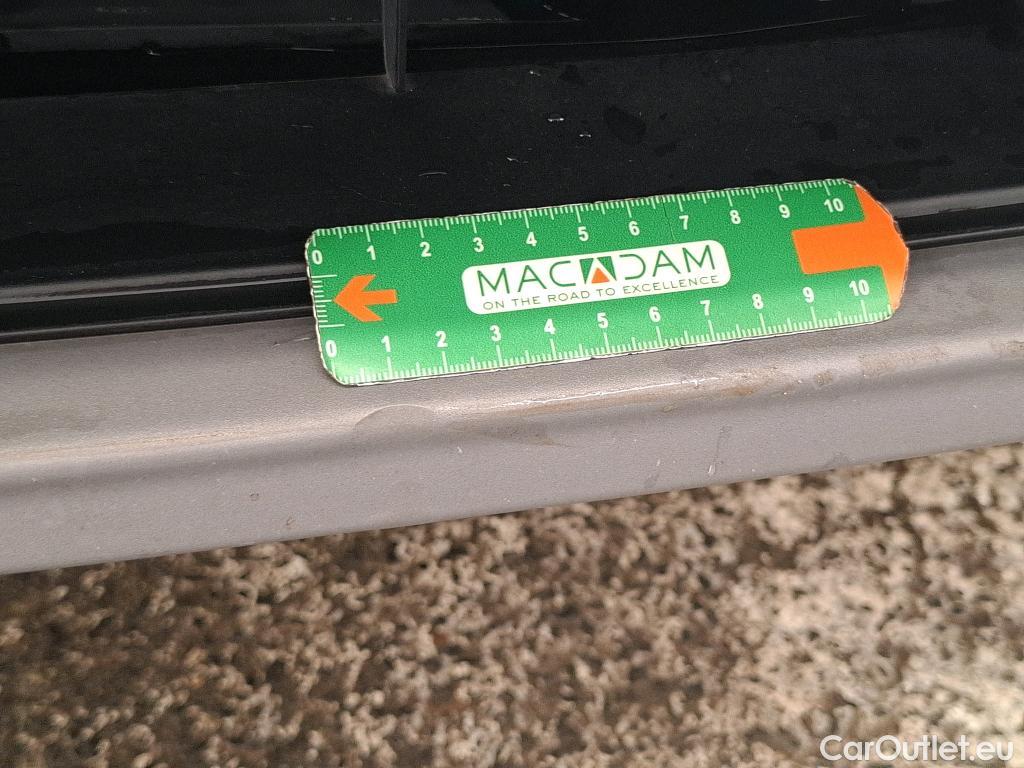 0 1 2 3 4 5 6 7 8 9 10
MACADAM
ON THE ROAD TO EXCELLENCE
0 1 2 3 4 5 6 7 8 9 10
CarOutlet.eu